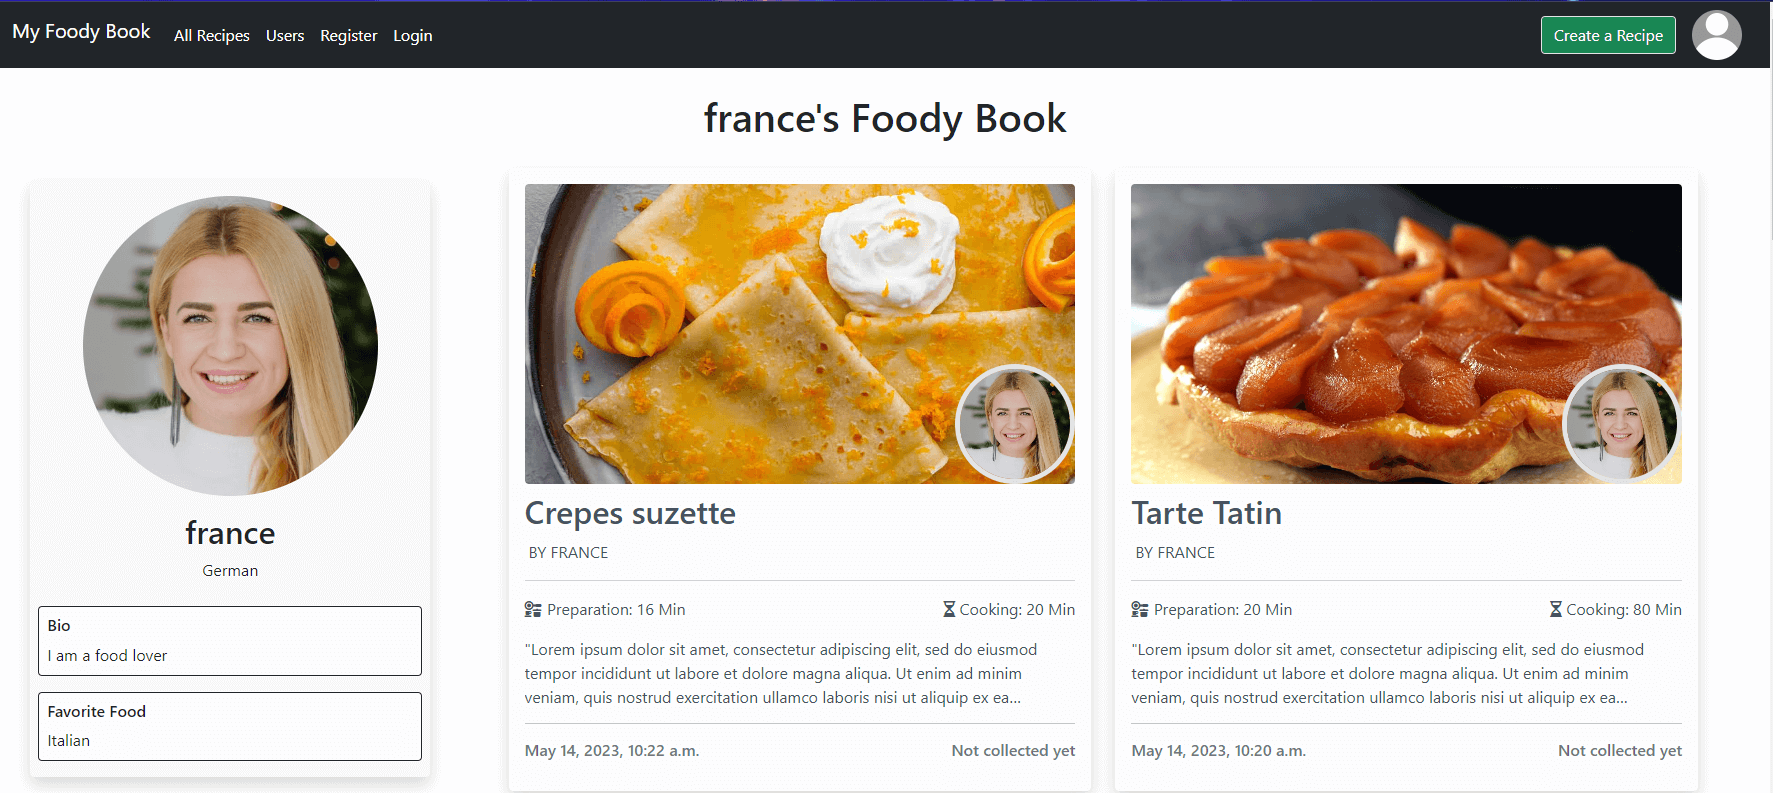 My Foody Book All Recipes Users Register Login Create a Recipe
france's Foody Book
france
German
Bio
I am a food lover
Favorite Food
Italian
Crepes suzette
BY FRANCE
Preparation: 16 Min Cooking: 20 Min
"Lorem ipsum dolor sit amet, consectetur adipiscing elit, sed do eiusmod
tempor incididunt ut labore et dolore magna aliqua. Ut enim ad minim
veniam, quis nostrud exercitation ullamco laboris nisi ut aliquip ex ea...
May 14, 2023, 10:22 a.m. Not collected yet
Tarte Tatin
BY FRANCE
Preparation: 20 Min Cooking: 80 Min
"Lorem ipsum dolor sit amet, consectetur adipiscing elit, sed do eiusmod
tempor incididunt ut labore et dolore magna aliqua. Ut enim ad minim
veniam, quis nostrud exercitation ullamco laboris nisi ut aliquip ex ea...
May 14, 2023, 10:20 a.m. Not collected yet